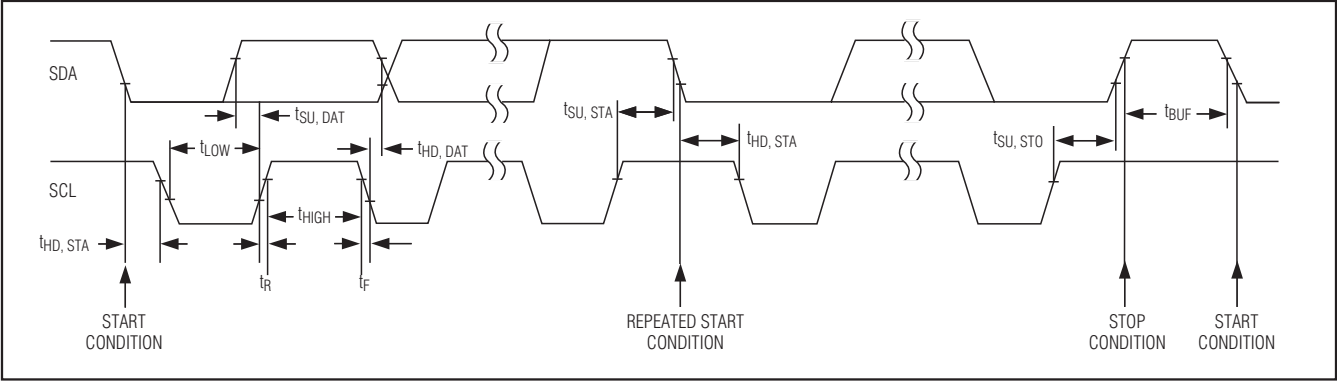 SDA
tSU, DAT
tLOW
tHD, DAT
tSU, STA
tHD, STA
tSU, STO
tBUF
SCL
tHIGH
tHD, STA
tR
tF
START
CONDITION
REPEATED START
CONDITION
STOP
CONDITION
START
CONDITION